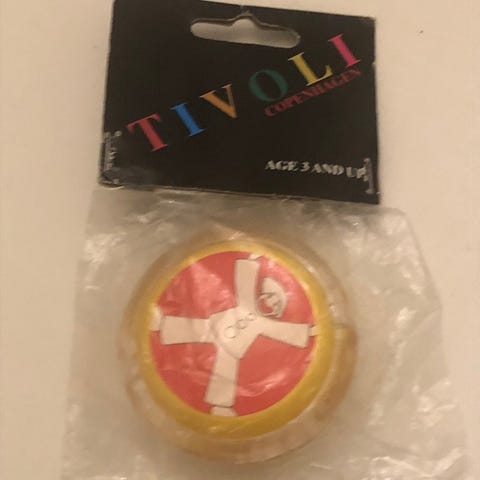 TIVOLI
COPENHAGEN
AGE 3 AND UP